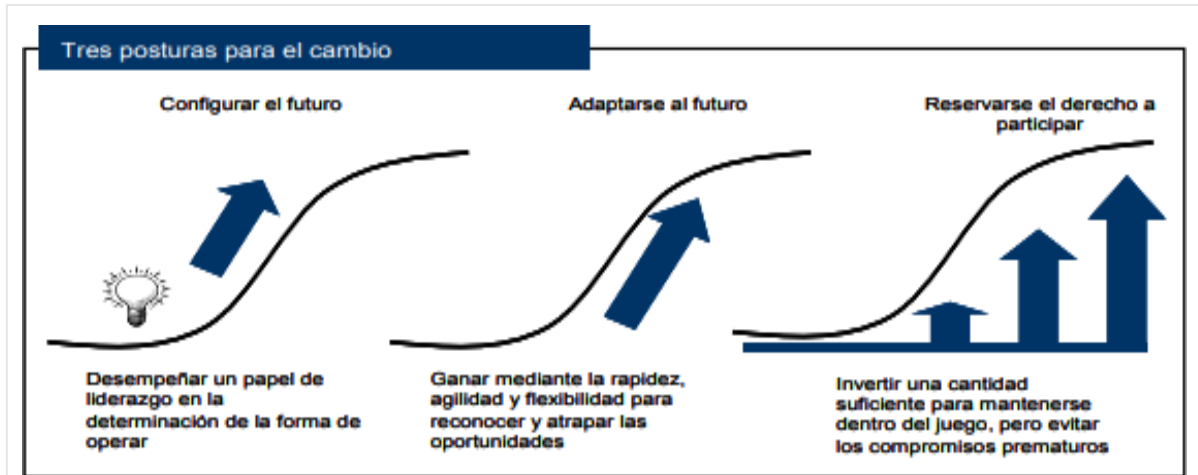 Tres posturas para el cambio
Configurar el futuro
Desempeñar un papel de
liderazgo en la
determinación de la forma de
operar
Adaptarse al futuro
Ganar mediante la rapidez,
agilidad y flexibilidad para
reconocer y atrapar las
oportunidades
Reservarse el derecho a
participar
Invertir una cantidad
suficiente para mantenerse
dentro del juego, pero evitar
los compromisos prematuros